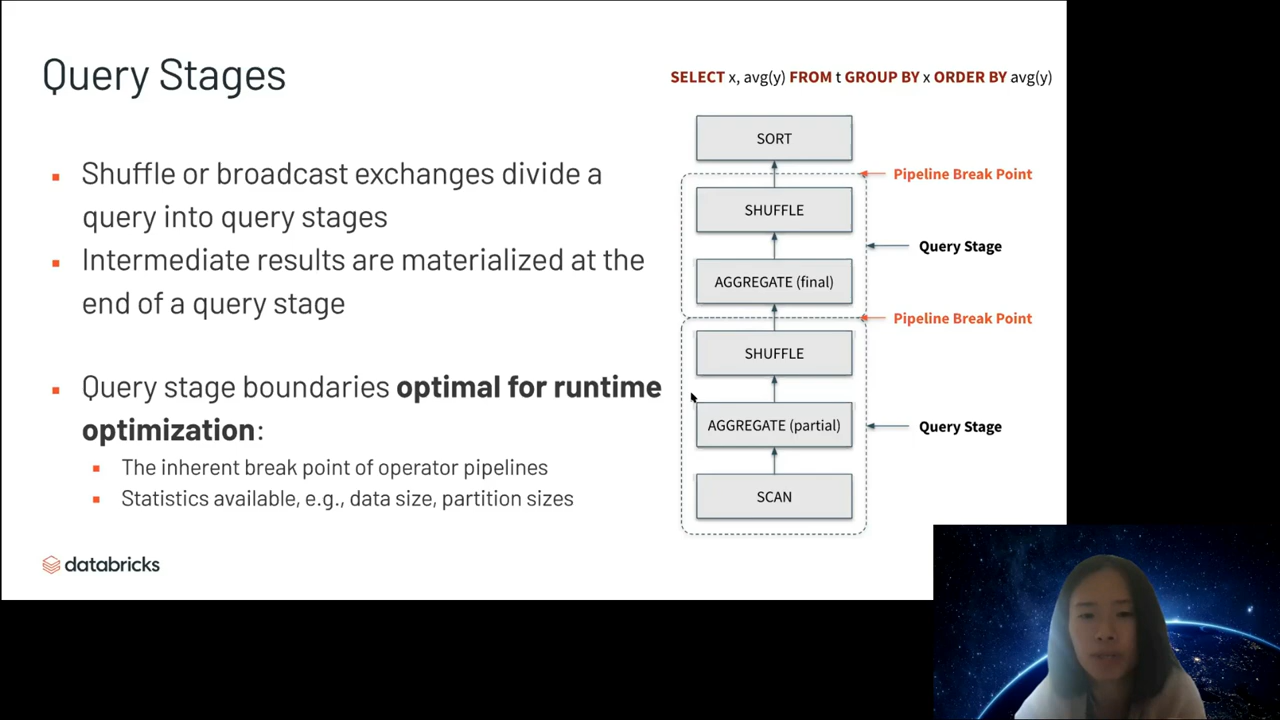 Query Stages
Shuffle or broadcast exchanges divide a
query into query stages
Intermediate results are materialized at the
end of a query stage
Query stage boundaries optimal for runtime
optimization:
The inherent break point of operator pipelines
Statistics available, e.g., data size, partition sizes
databricks
SELECT x, avg(y) FROM t GROUP BY x ORDER BY avg(y)
SORT
Pipeline Break Point
SHUFFLE
Query Stage
AGGREGATE (final)
Pipeline Break Point
SHUFFLE
AGGREGATE (partial)
Query Stage
SCAN